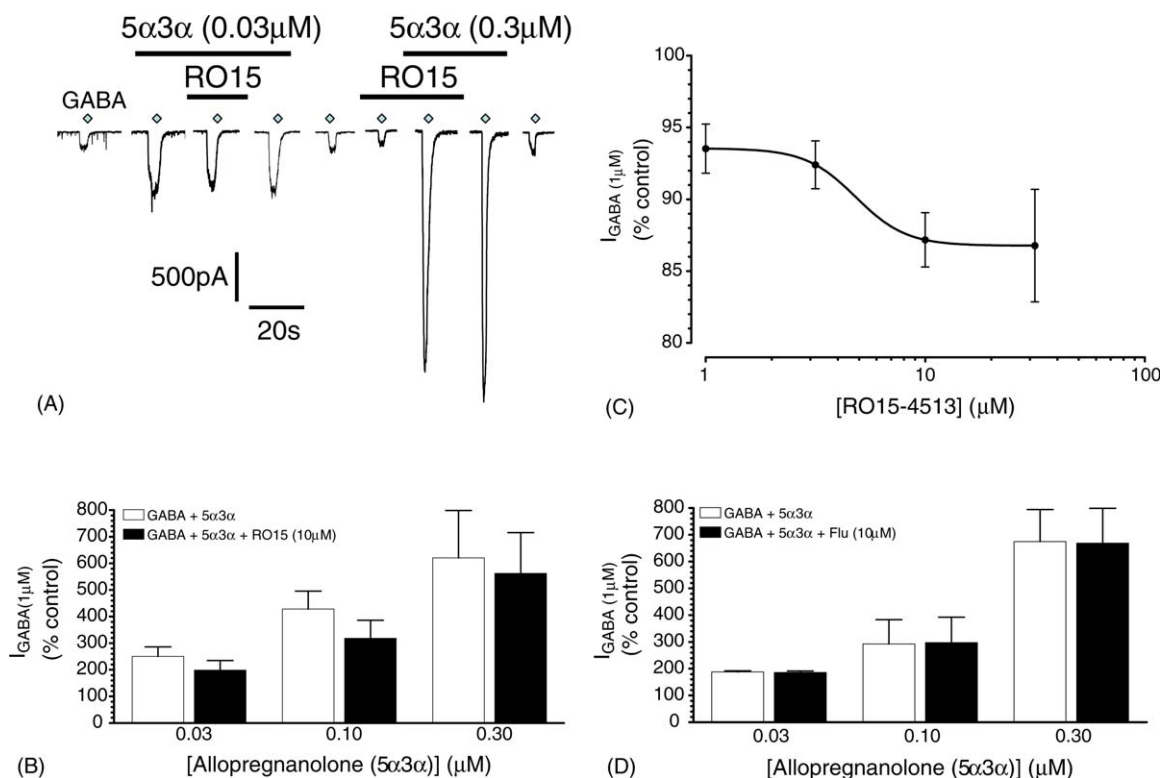 5α3α (0.03μM)
5α3α (0.3μM)
RO15
RO15
GABA
500pA
20s
(A)
I GABA (1μM)
(% control)
100
95
90
85
80
1
10
100
[RO15-4513] (μM)
(C)
I GABA(1μM)
(% control)
800
700
600
500
400
300
200
100
0
GABA + 5α3α
GABA + 5α3α + RO15 (10μM)
0.03
0.10
0.30
[Allopregnanolone (5α3α)] (μM)
(B)
I GABA (1μM)
(% control)
800
700
600
500
400
300
200
100
0
GABA + 5α3α
GABA + 5α3α + Flu (10μM)
0.03
0.10
0.30
[Allopregnanolone (5α3α)] (μM)
(D)